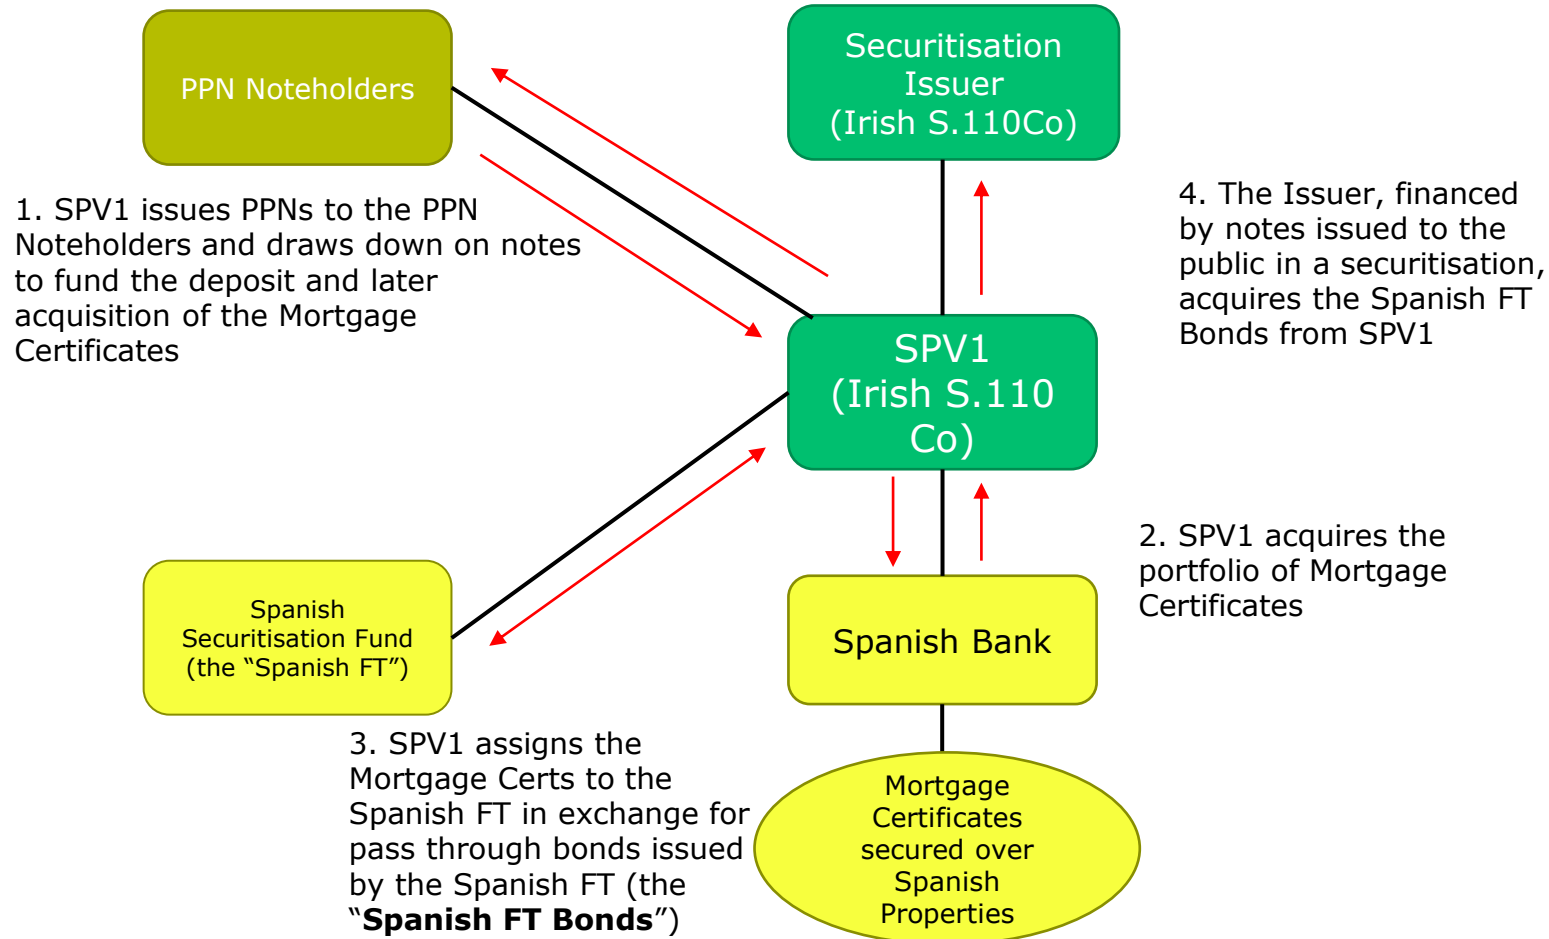 PPN Noteholders
Securitisation
Issuer
(Irish S.110Co)
1. SPV1 issues PPNs to the PPN
Noteholders and draws down on notes
to fund the deposit and later
acquisition of the Mortgage
Certificates
4. The Issuer, financed
by notes issued to the
public in a securitisation,
acquires the Spanish FT
Bonds from SPV1
SPV1
(Irish S.110
Co)
2. SPV1 acquires the
portfolio of Mortgage
Certificates
Spanish
Securitisation Fund
(the “Spanish FT”)
Spanish Bank
3. SPV1 assigns the
Mortgage Certs to the
Spanish FT in exchange for
pass through bonds issued
by the Spanish FT (the
“Spanish FT Bonds”)
Mortgage
Certificates
secured over
Spanish
Properties